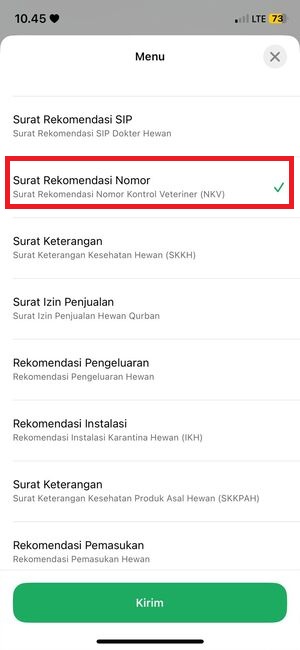 10.45
LTE 73
Menu
Surat Rekomendasi SIP
Surat Rekomendasi SIP Dokter Hewan
Surat Rekomendasi Nomor
Surat Rekomendasi Nomor Kontrol Veteriner (NKV)
Surat Keterangan
Surat Keterangan Kesehatan Hewan (SKKH)
Surat Izin Penjualan
Surat Izin Penjualan Hewan Qurban
Rekomendasi Pengeluaran
Rekomendasi Pengeluaran Hewan
Rekomendasi Instalasi
Rekomendasi Instalasi Karantina Hewan (IKH)
Surat Keterangan
Surat Keterangan Kesehatan Produk Asal Hewan (SKKPAH)
Rekomendasi Pemasukan
Rekomendasi Pemasukan Hewan
Kirim